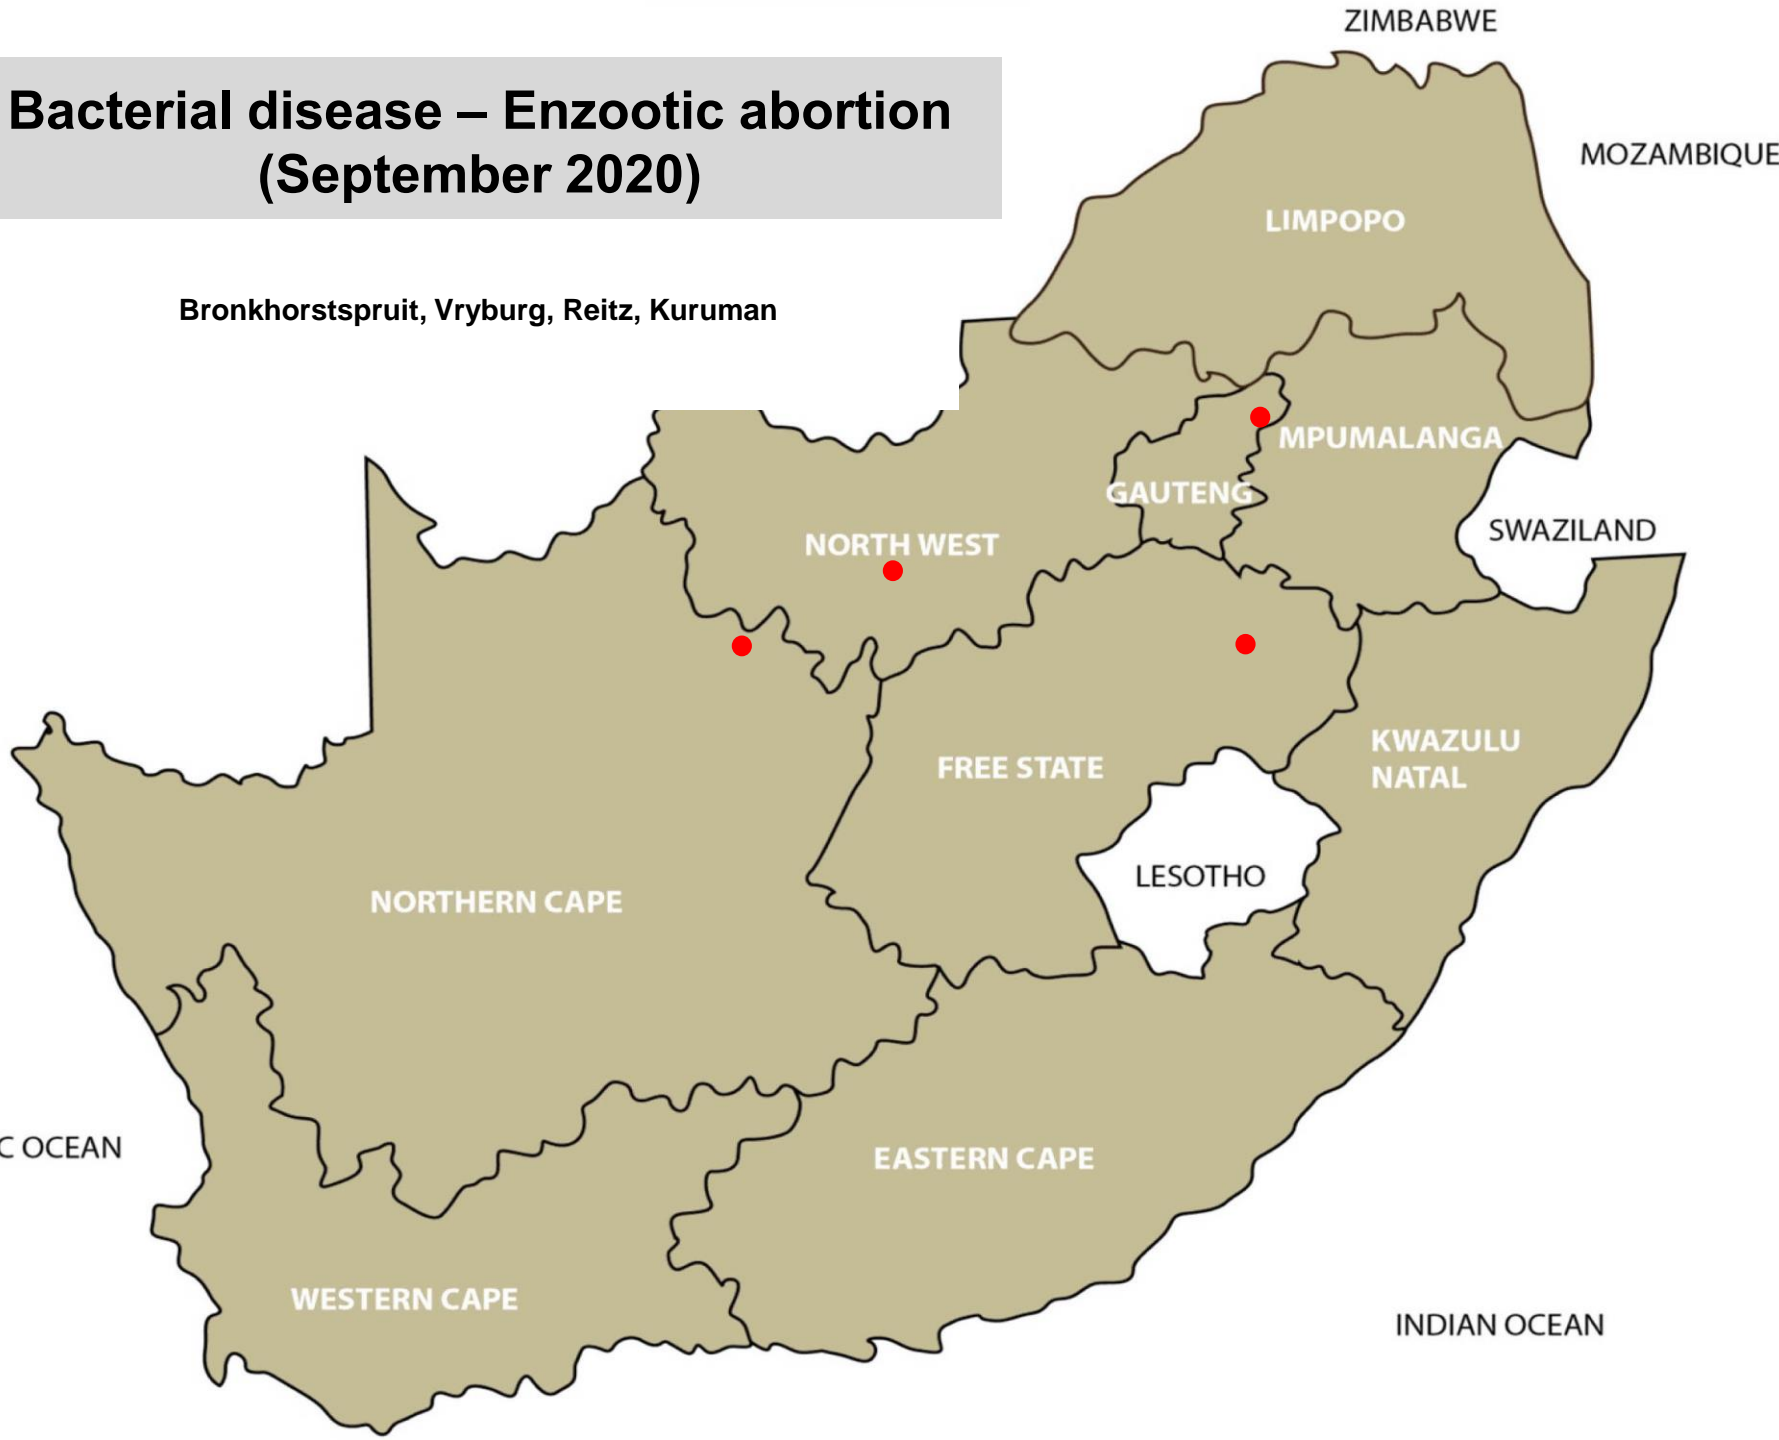 ZIMBABWE
Bacterial disease – Enzootic abortion
(September 2020)
MOZAMBIQUE
LIMPOPO
Bronkhorstspruit, Vryburg, Reitz, Kuruman
MPUMALANGA
GAUTENG
SWAZILAND
NORTH WEST
KWAZULU
NATAL
FREE STATE
LESOTHO
NORTHERN CAPE
C OCEAN
EASTERN CAPE
WESTERN CAPE
INDIAN OCEAN